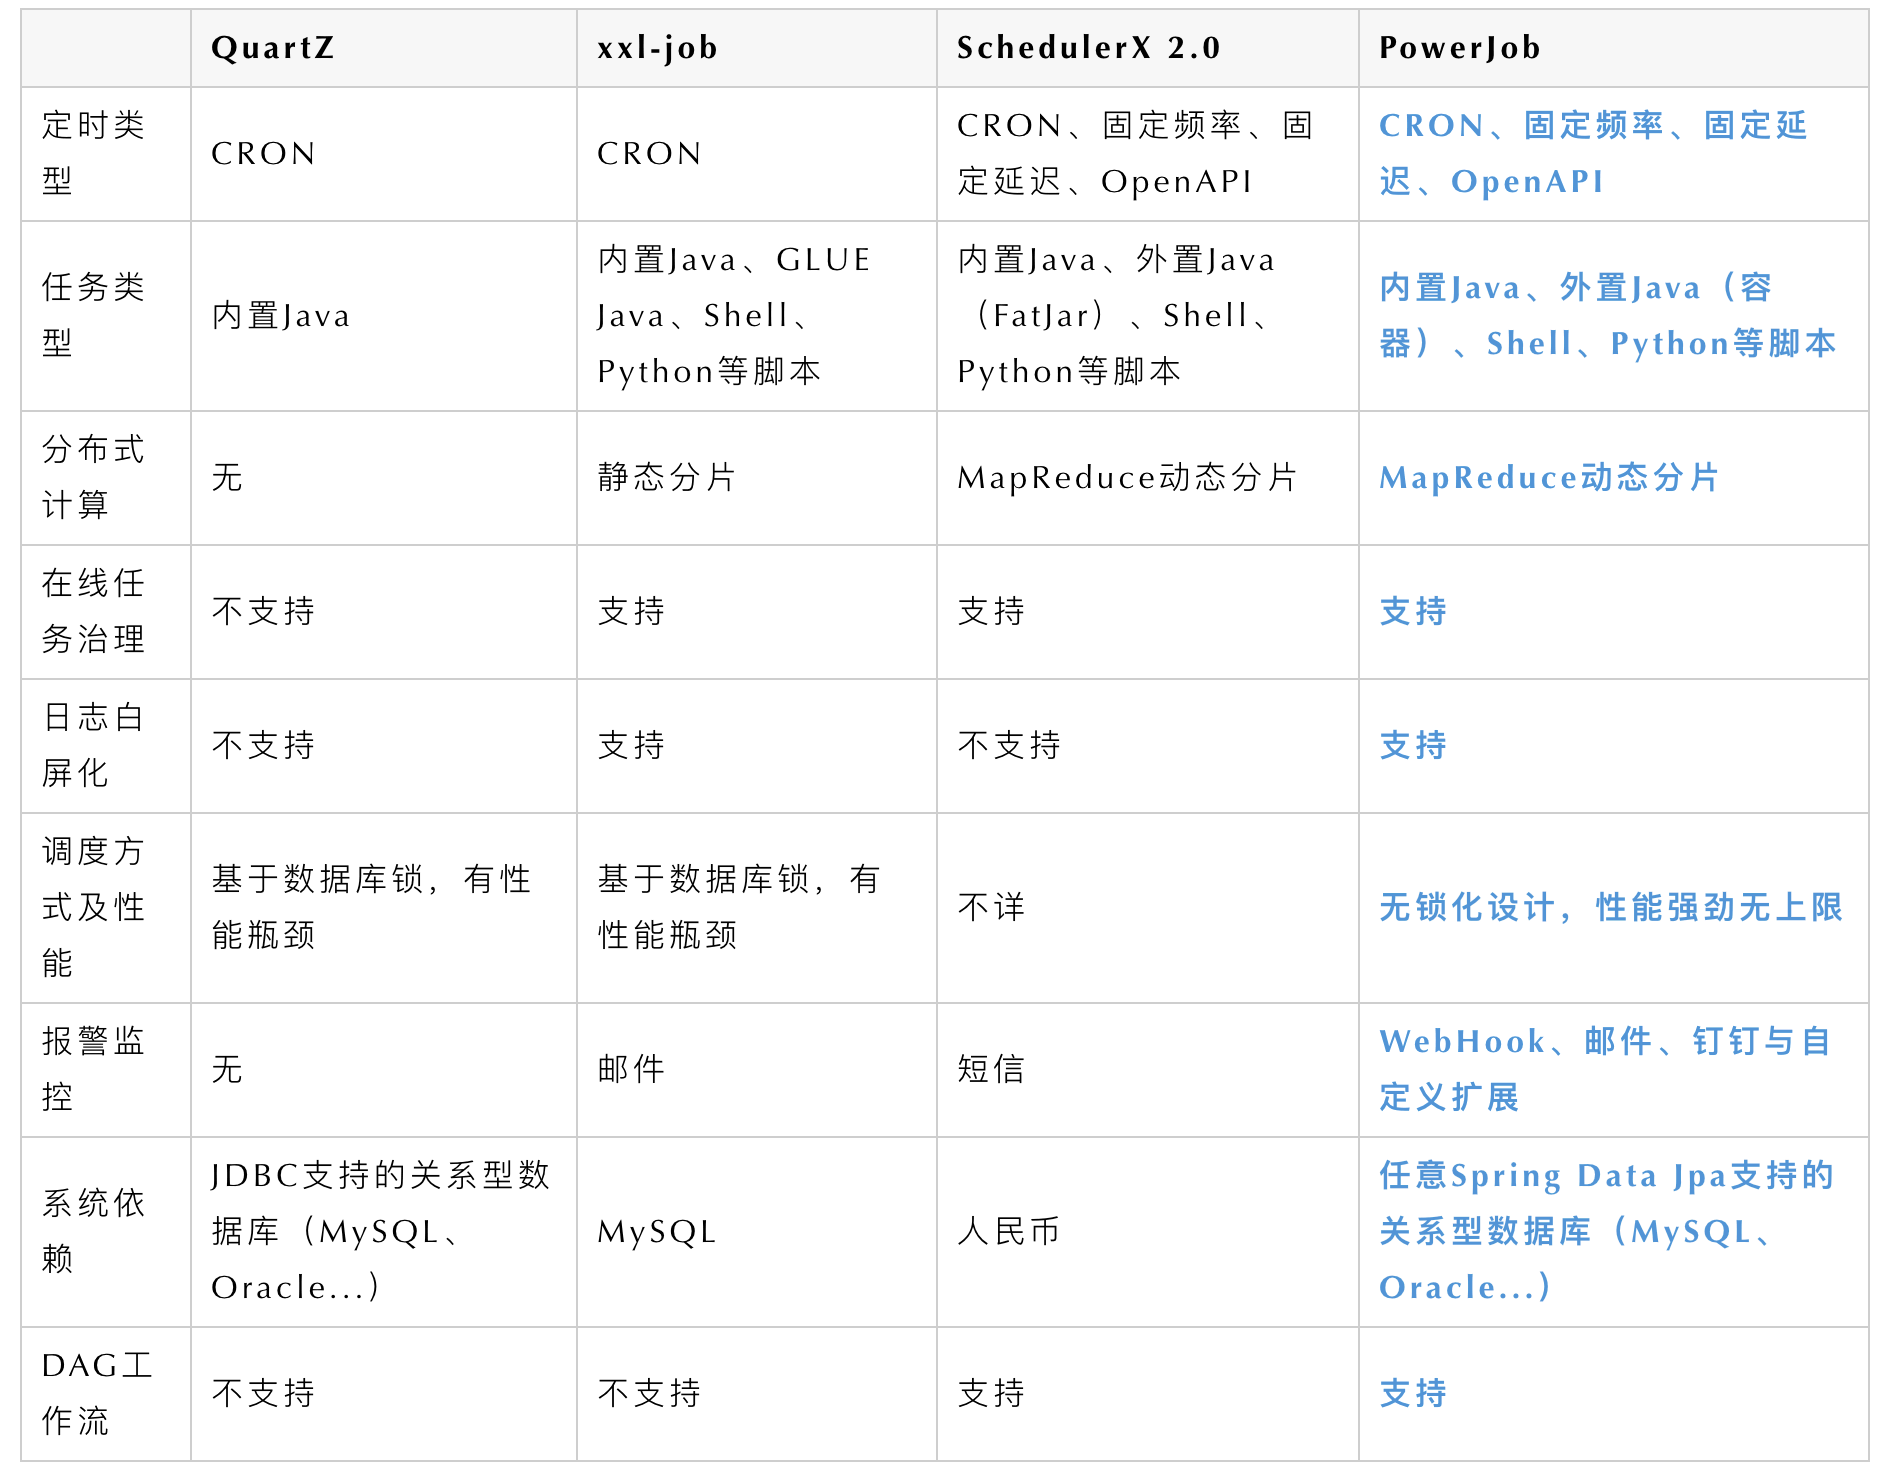 QuartZ
xxl-job
SchedulerX 2.0
PowerJob
定时类
型
CRON
CRON
CRON、固定频率、固
定延迟、OpenAPI
CRON、固定频率、固定延
迟、OpenAPI
任务类
型
内置Java
内置Java、GLUE
Java、Shell、
Python等脚本
内置Java、外置Java
（FatJar）、Shell、
Python等脚本
内置Java、外置Java（容
器）、Shell、Python等脚本
分布式
计算
无
静态分片
MapReduce动态分片
MapReduce动态分片
在线任
务治理
不支持
支持
支持
支持
日志白
屏化
不支持
支持
不支持
支持
调度方
式及性
能
基于数据库锁，有性
能瓶颈
基于数据库锁，有
性能瓶颈
不详
无锁化设计，性能强劲无上限
报警监
控
无
邮件
短信
WebHook、邮件、钉钉与自
定义扩展
系统依
赖
JDBC支持的关系型数
据库（MySQL、
Oracle...）
MySQL
人民币
任意Spring Data Jpa支持的
关系型数据库（MySQL、
Oracle...）
DAG工
作流
不支持
不支持
支持
支持